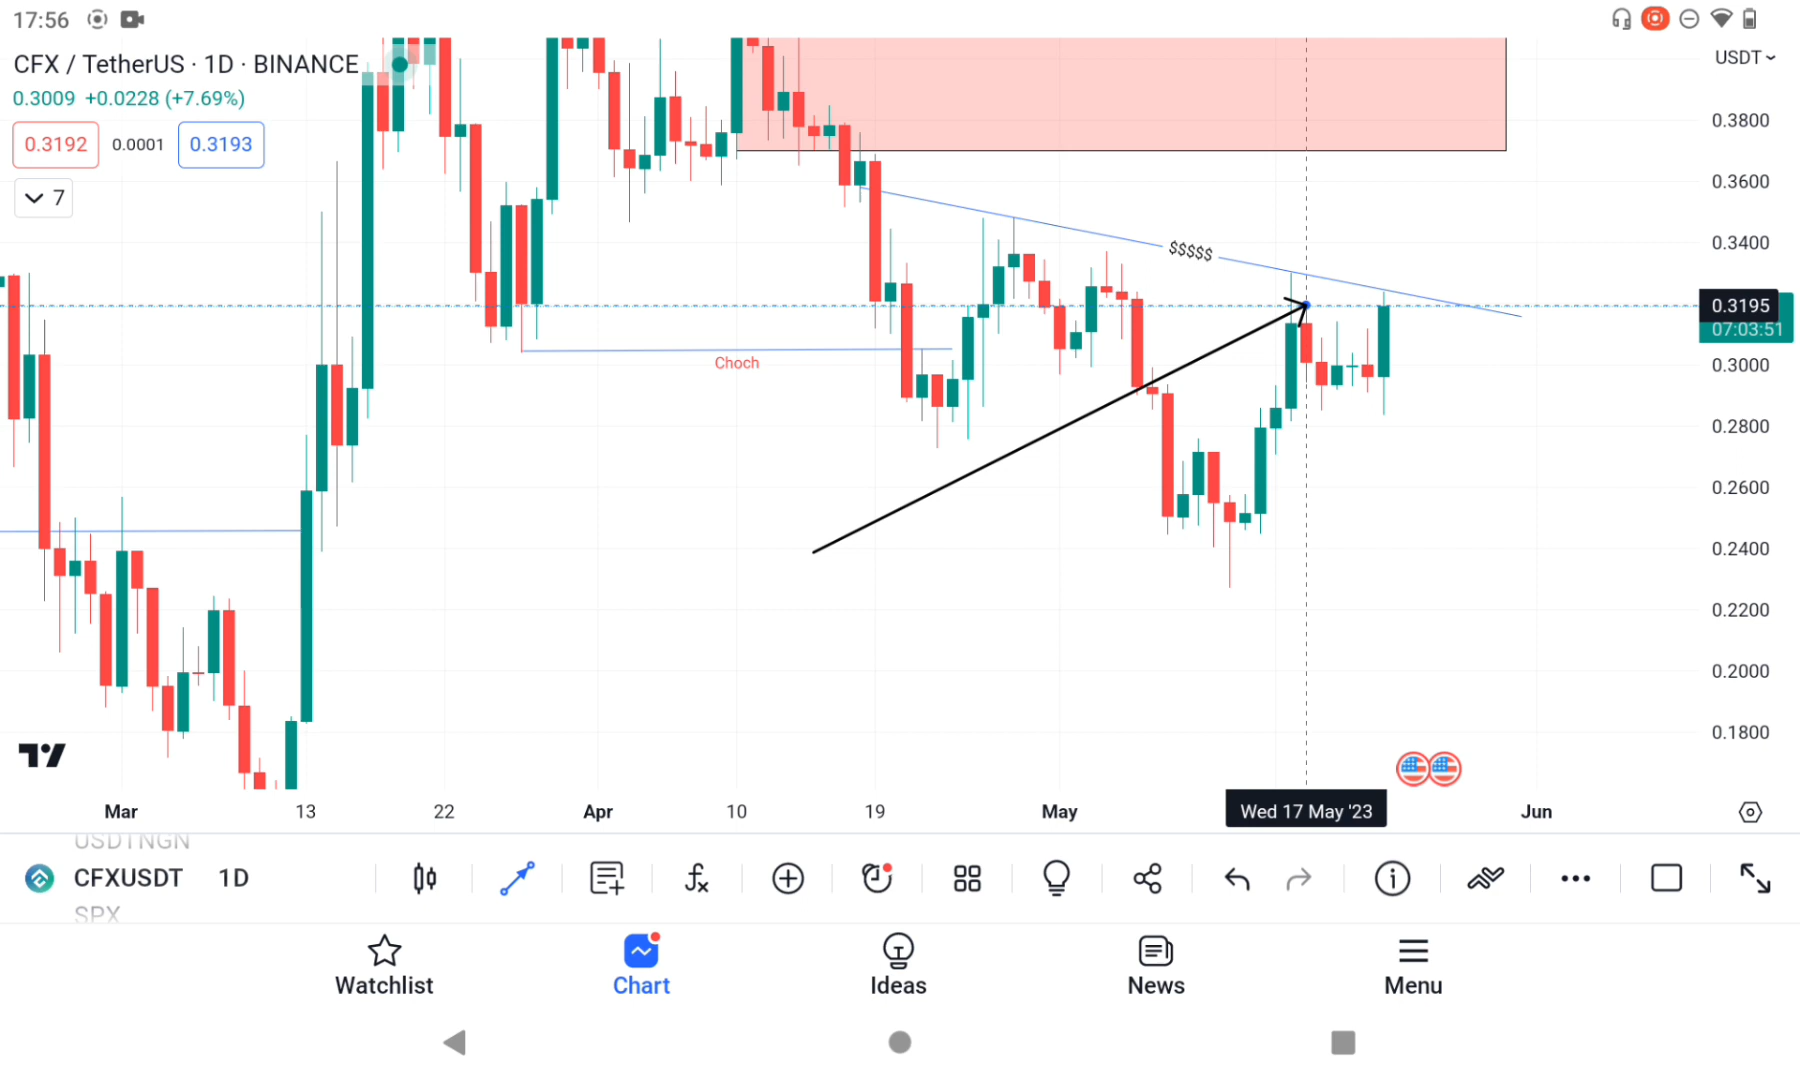 17:56
CFX / TetherUS · 1D · BINANCE
USDT
0.3009 +0.0228 (+7.69%)
0.3192 0.0001 0.3193
7
0.3800
0.3600
0.3400
$$$$$
0.3195
07:03:51
Choch
0.3000
0.2800
0.2600
0.2400
0.2200
0.2000
0.1800
Mar 13 22 Apr 10 19 May Wed 17 May '23 Jun
USDTNGN
CFXUSDT 1D
SPX
Watchlist Chart Ideas News Menu